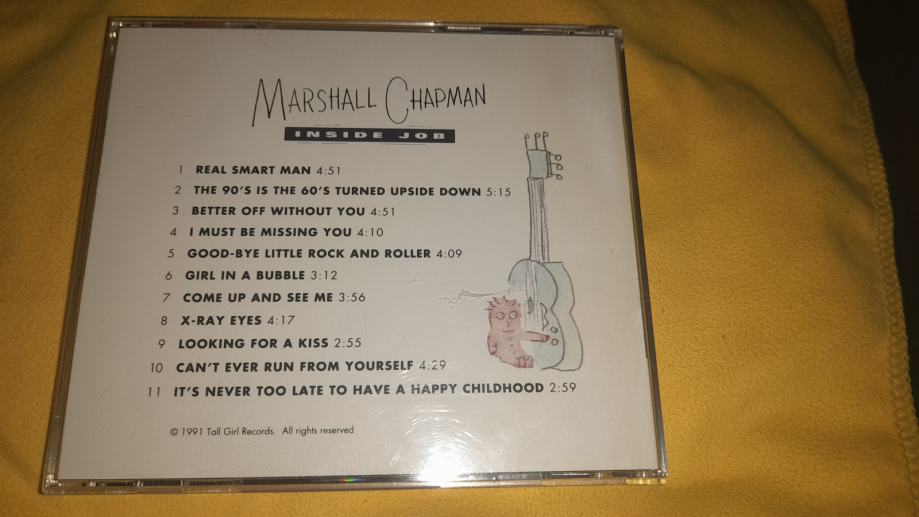 MARSHALL CHAPMAN
INSIDE JOB
1 REAL SMART MAN 4:51
2 THE 90'S IS THE 60'S TURNED UPSIDE DOWN 5:15
3 BETTER OFF WITHOUT YOU 4:51
4 I MUST BE MISSING YOU 4:10
5 GOOD-BYE LITTLE ROCK AND ROLLER 4:09
6 GIRL IN A BUBBLE 3:12
7 COME UP AND SEE ME 3:56
8 X-RAY EYES 4:17
9 LOOKING FOR A KISS 2:55
10 CAN'T EVER RUN FROM YOURSELF 4:29
11 IT'S NEVER TOO LATE TO HAVE A HAPPY CHILDHOOD 2:59
© 1991 Tall Girl Records. All rights reserved